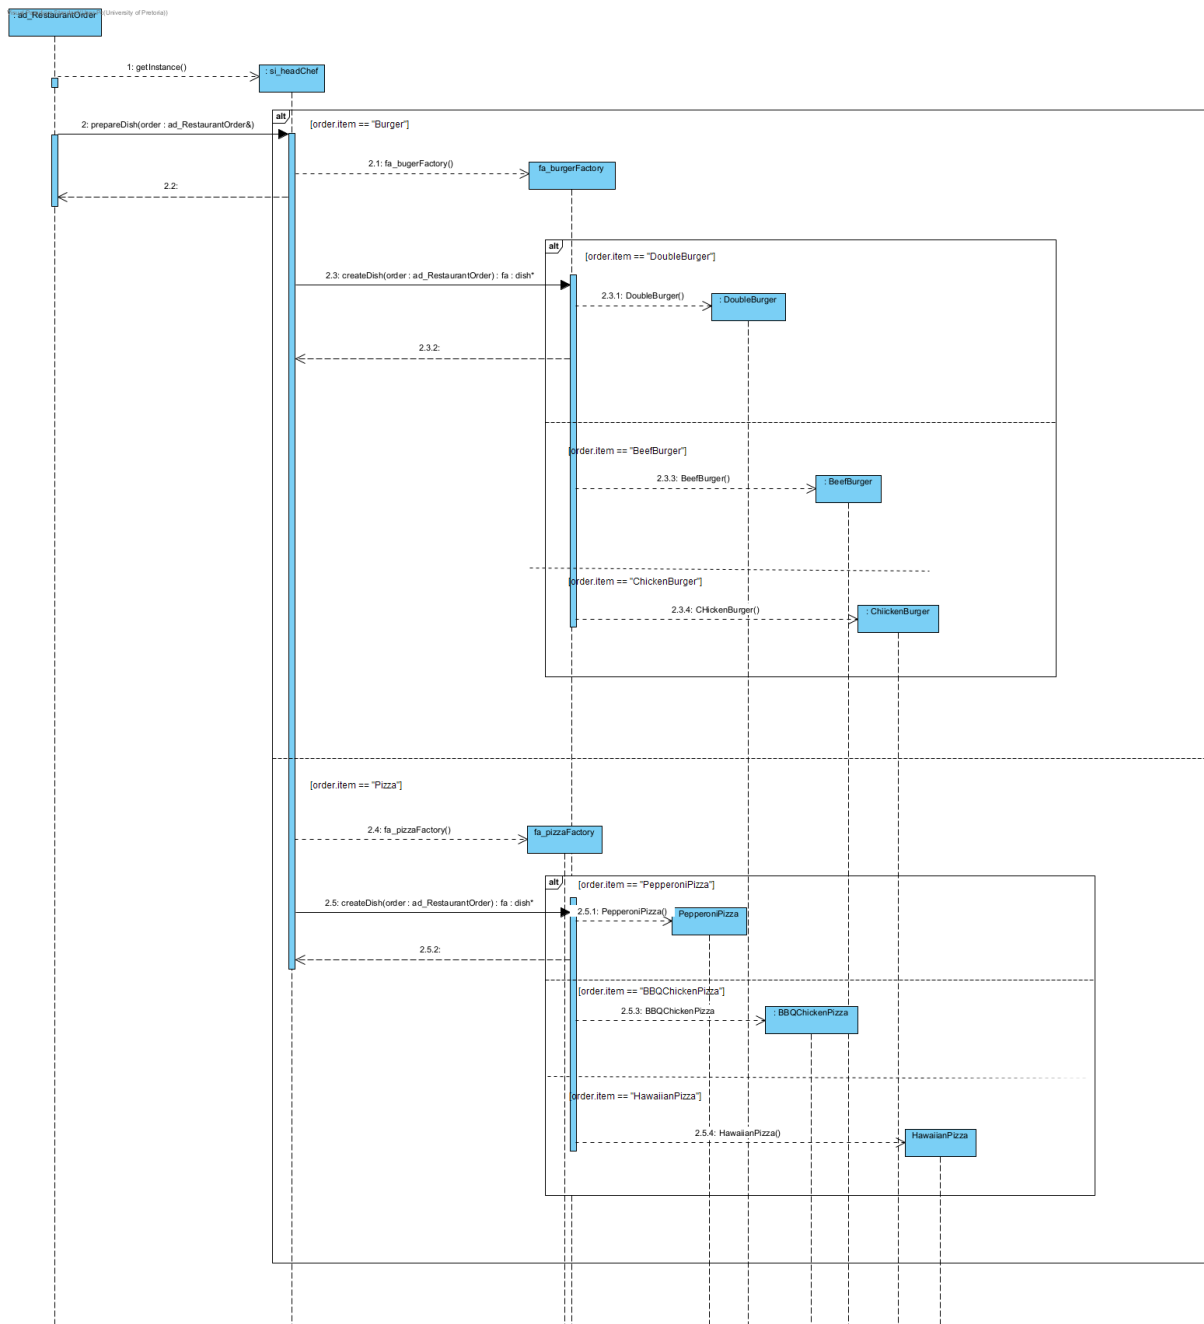 : ad_RestaurantOrder
(University of Pretoria))
1: getInstance()
: si_headChef
alt
[order.item == "Burger"]
2: prepareDish(order : ad_RestaurantOrder&)
2.1: fa_bugerFactory()
fa_burgerFactory
2.2:
alt
[order.item == "DoubleBurger"]
2.3: createDish(order : ad_RestaurantOrder) : fa : dish*
2.3.1: DoubleBurger()
: DoubleBurger
2.3.2:
[order.item == "BeefBurger"]
2.3.3: BeefBurger()
: BeefBurger
[order.item == "ChickenBurger"]
2.3.4: CHickenBurger()
: ChiickenBurger
[order.item == "Pizza"]
2.4: fa_pizzaFactory()
fa_pizzaFactory
alt
[order.item == "PepperoniPizza"]
2.5: createDish(order : ad_RestaurantOrder) : fa : dish*
2.5.1: PepperoniPizza()
PepperoniPizza
2.5.2:
[order.item == "BBQChickenPizza"]
2.5.3: BBQChickenPizza
: BBQChickenPizza
[order.item == "HawaiianPizza"]
2.5.4: HawaiianPizza()
HawaiianPizza